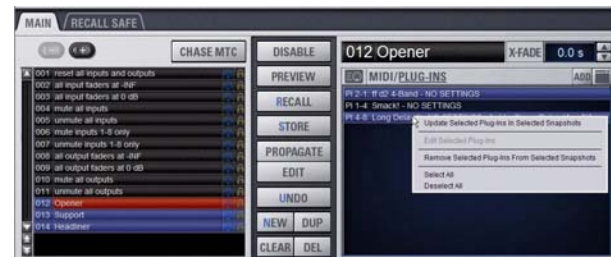 MAIN
RECALL SAFE
CHASE MTC
001 reset all inputs and outputs
002 all input faders at -INF
003 all input faders at 0 dB
004 mute all inputs
005 unmute all inputs
006 mute inputs 1-8 only
007 unmute inputs 1-8 only
008 all output faders at -INF
009 all output faders at 0 dB
010 mute all outputs
011 unmute all outputs
012 Opener
013 Support
014 Headliner
DISABLE
PREVIEW
RECALL
STORE
PROPAGATE
EDIT
UNDO
NEW
DUP
CLEAR
DEL
012 Opener
X-FADE
0.0 s
MIDI/PLUG-INS
ADD
PI 2-1: ff d2 4-Band - NO SETTINGS
PI 1-4: Smack! - NO SETTINGS
PI 4-8: Long Dela
Update Selected Plug-Ins in Selected Snapshots
Edit Selected Plug-Ins
Remove Selected Plug-Ins From Selected Snapshots
Select All
Deselect All